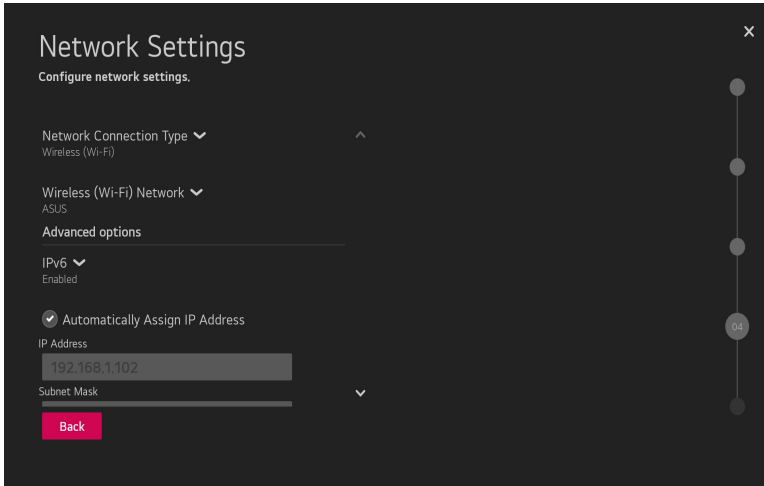 Network Settings
Configure network settings.
Network Connection Type
Wireless (Wi-Fi)
Wireless (Wi-Fi) Network
ASUS
Advanced options
IPv6
Enabled
Automatically Assign IP Address
IP Address
192.168.1.102
Subnet Mask
Back
04